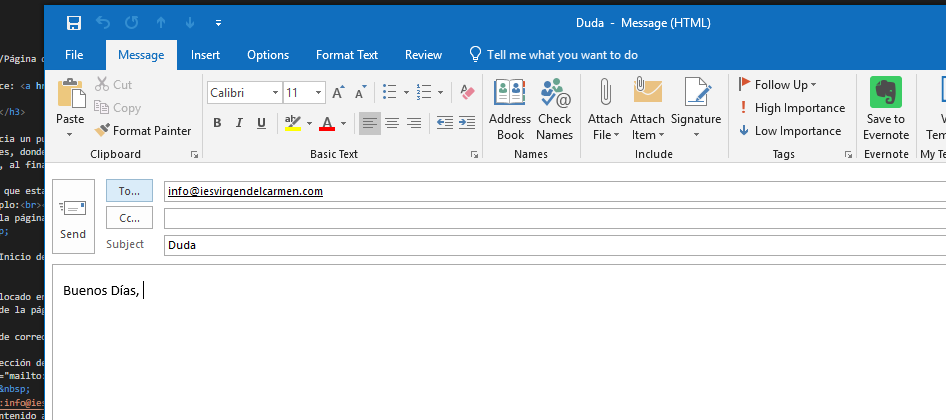 Duda - Message (HTML)
File Message Insert Options Format Text Review Tell me what you want to do
Paste
Cut
Copy
Format Painter
Clipboard
Calibri 11 A A
B I U A
Basic Text
Address Book
Check Names
Names
Attach File
Attach Item
Signature
Include
Follow Up
High Importance
Low Importance
Tags
Save to Evernote
Evernote
My Te
Send
To... info@iesvirgendelcarmen.com
Cc...
Subject Duda
Buenos Días,
/Página
ce: <a h
</h3>
cia un pu
es, dond
, al fina
que esta
plo:<br>
la página
p;
Inicio de
locado en
de la pág
de correo
ección de
="mailto:
&nbsp;
:info@ies
ntenido a